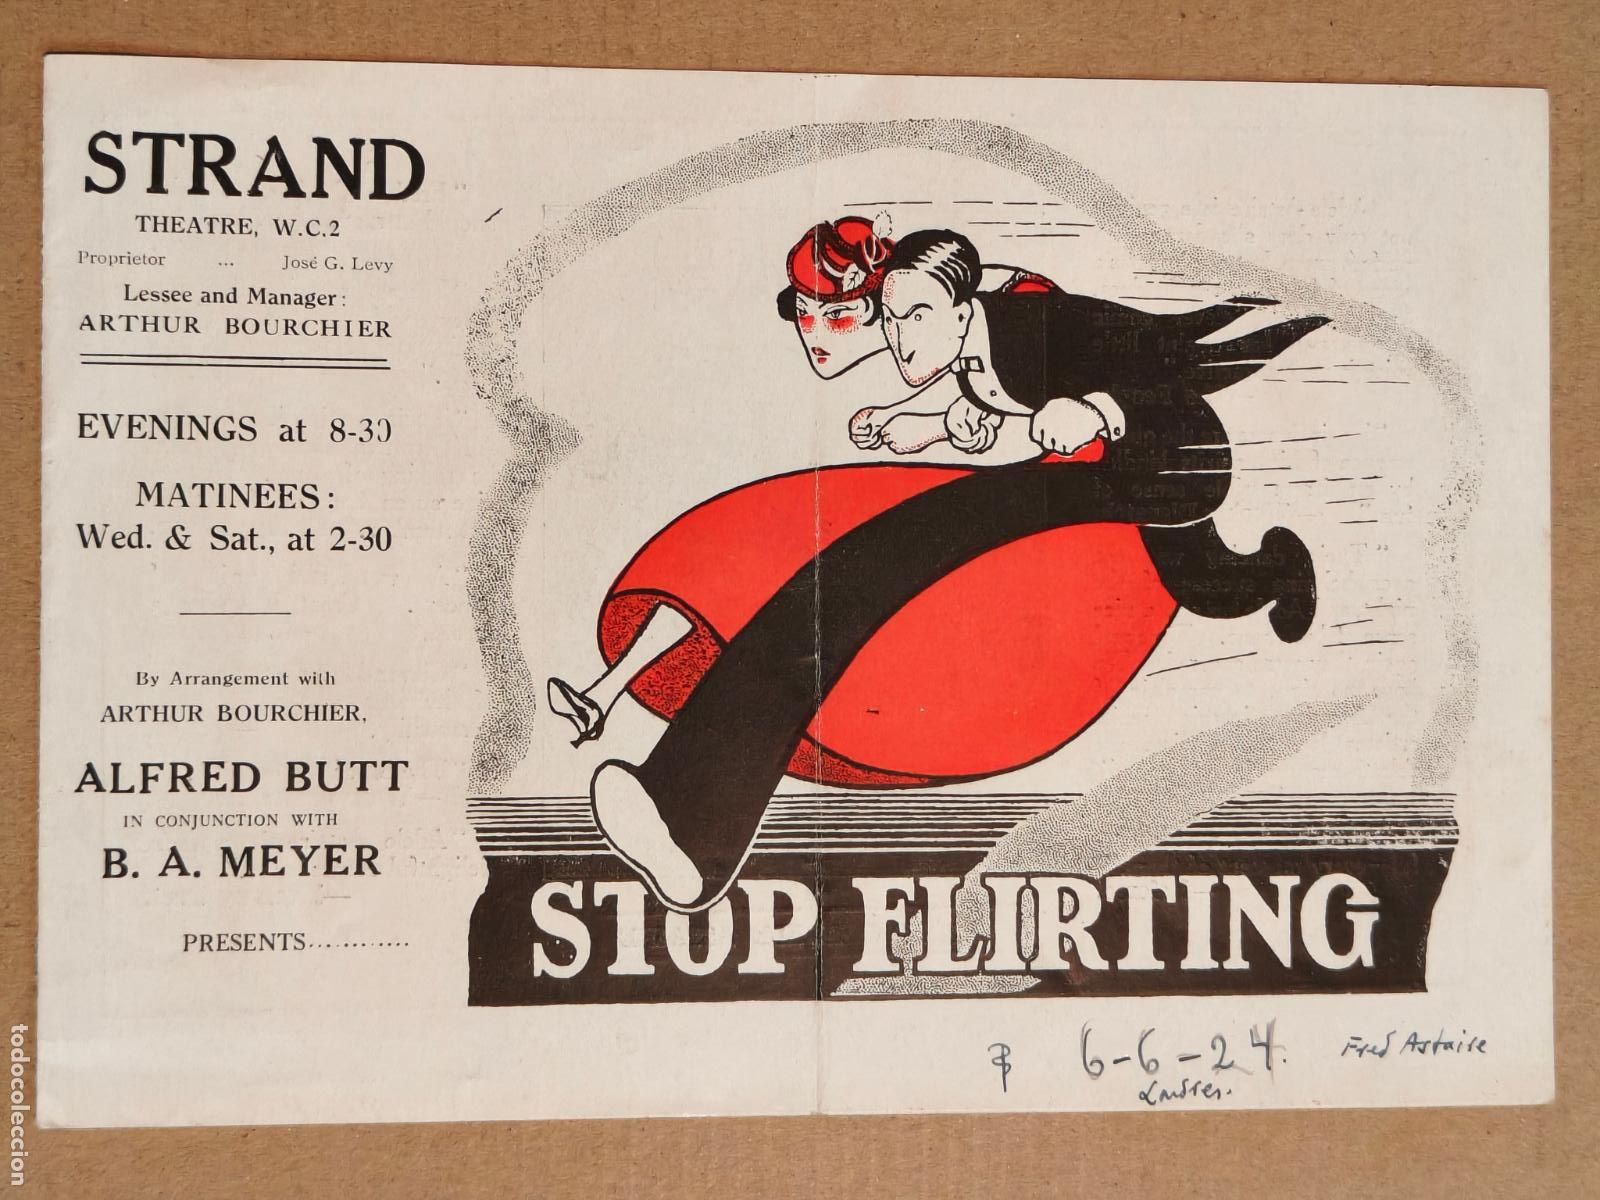 STRAND
THEATRE, W.C.2
Proprietor ... José G. Levy
Lessee and Manager:
ARTHUR BOURCHIER
EVENINGS at 8-30
MATINEES:
Wed. & Sat., at 2-30
By Arrangement with
ARTHUR BOURCHIER,
ALFRED BUTT
IN CONJUNCTION WITH
B. A. MEYER
PRESENTS...........
STOP FLIRTING
6-6-24.
Londres.
Fred Astaire
todocoleccion